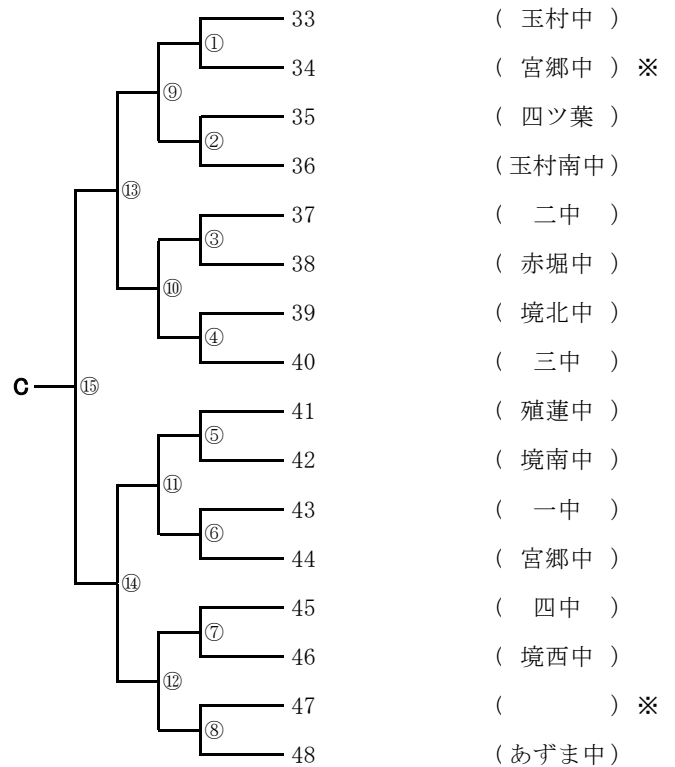 33 ( 玉村中 )
①
34 ( 宮郷中 ) ※
⑨
35 ( 四ツ葉 )
②
36 ( 玉村南中 )
⑬
37 ( 二中 )
③
38 ( 赤堀中 )
⑩
39 ( 境北中 )
④
40 ( 三中 )
C ⑮
41 ( 殖蓮中 )
⑤
42 ( 境南中 )
⑪
43 ( 一中 )
⑥
44 ( 宮郷中 )
⑭
45 ( 四中 )
⑦
46 ( 境西中 )
⑫
47 ( ) ※
⑧
48 ( あずま中 )